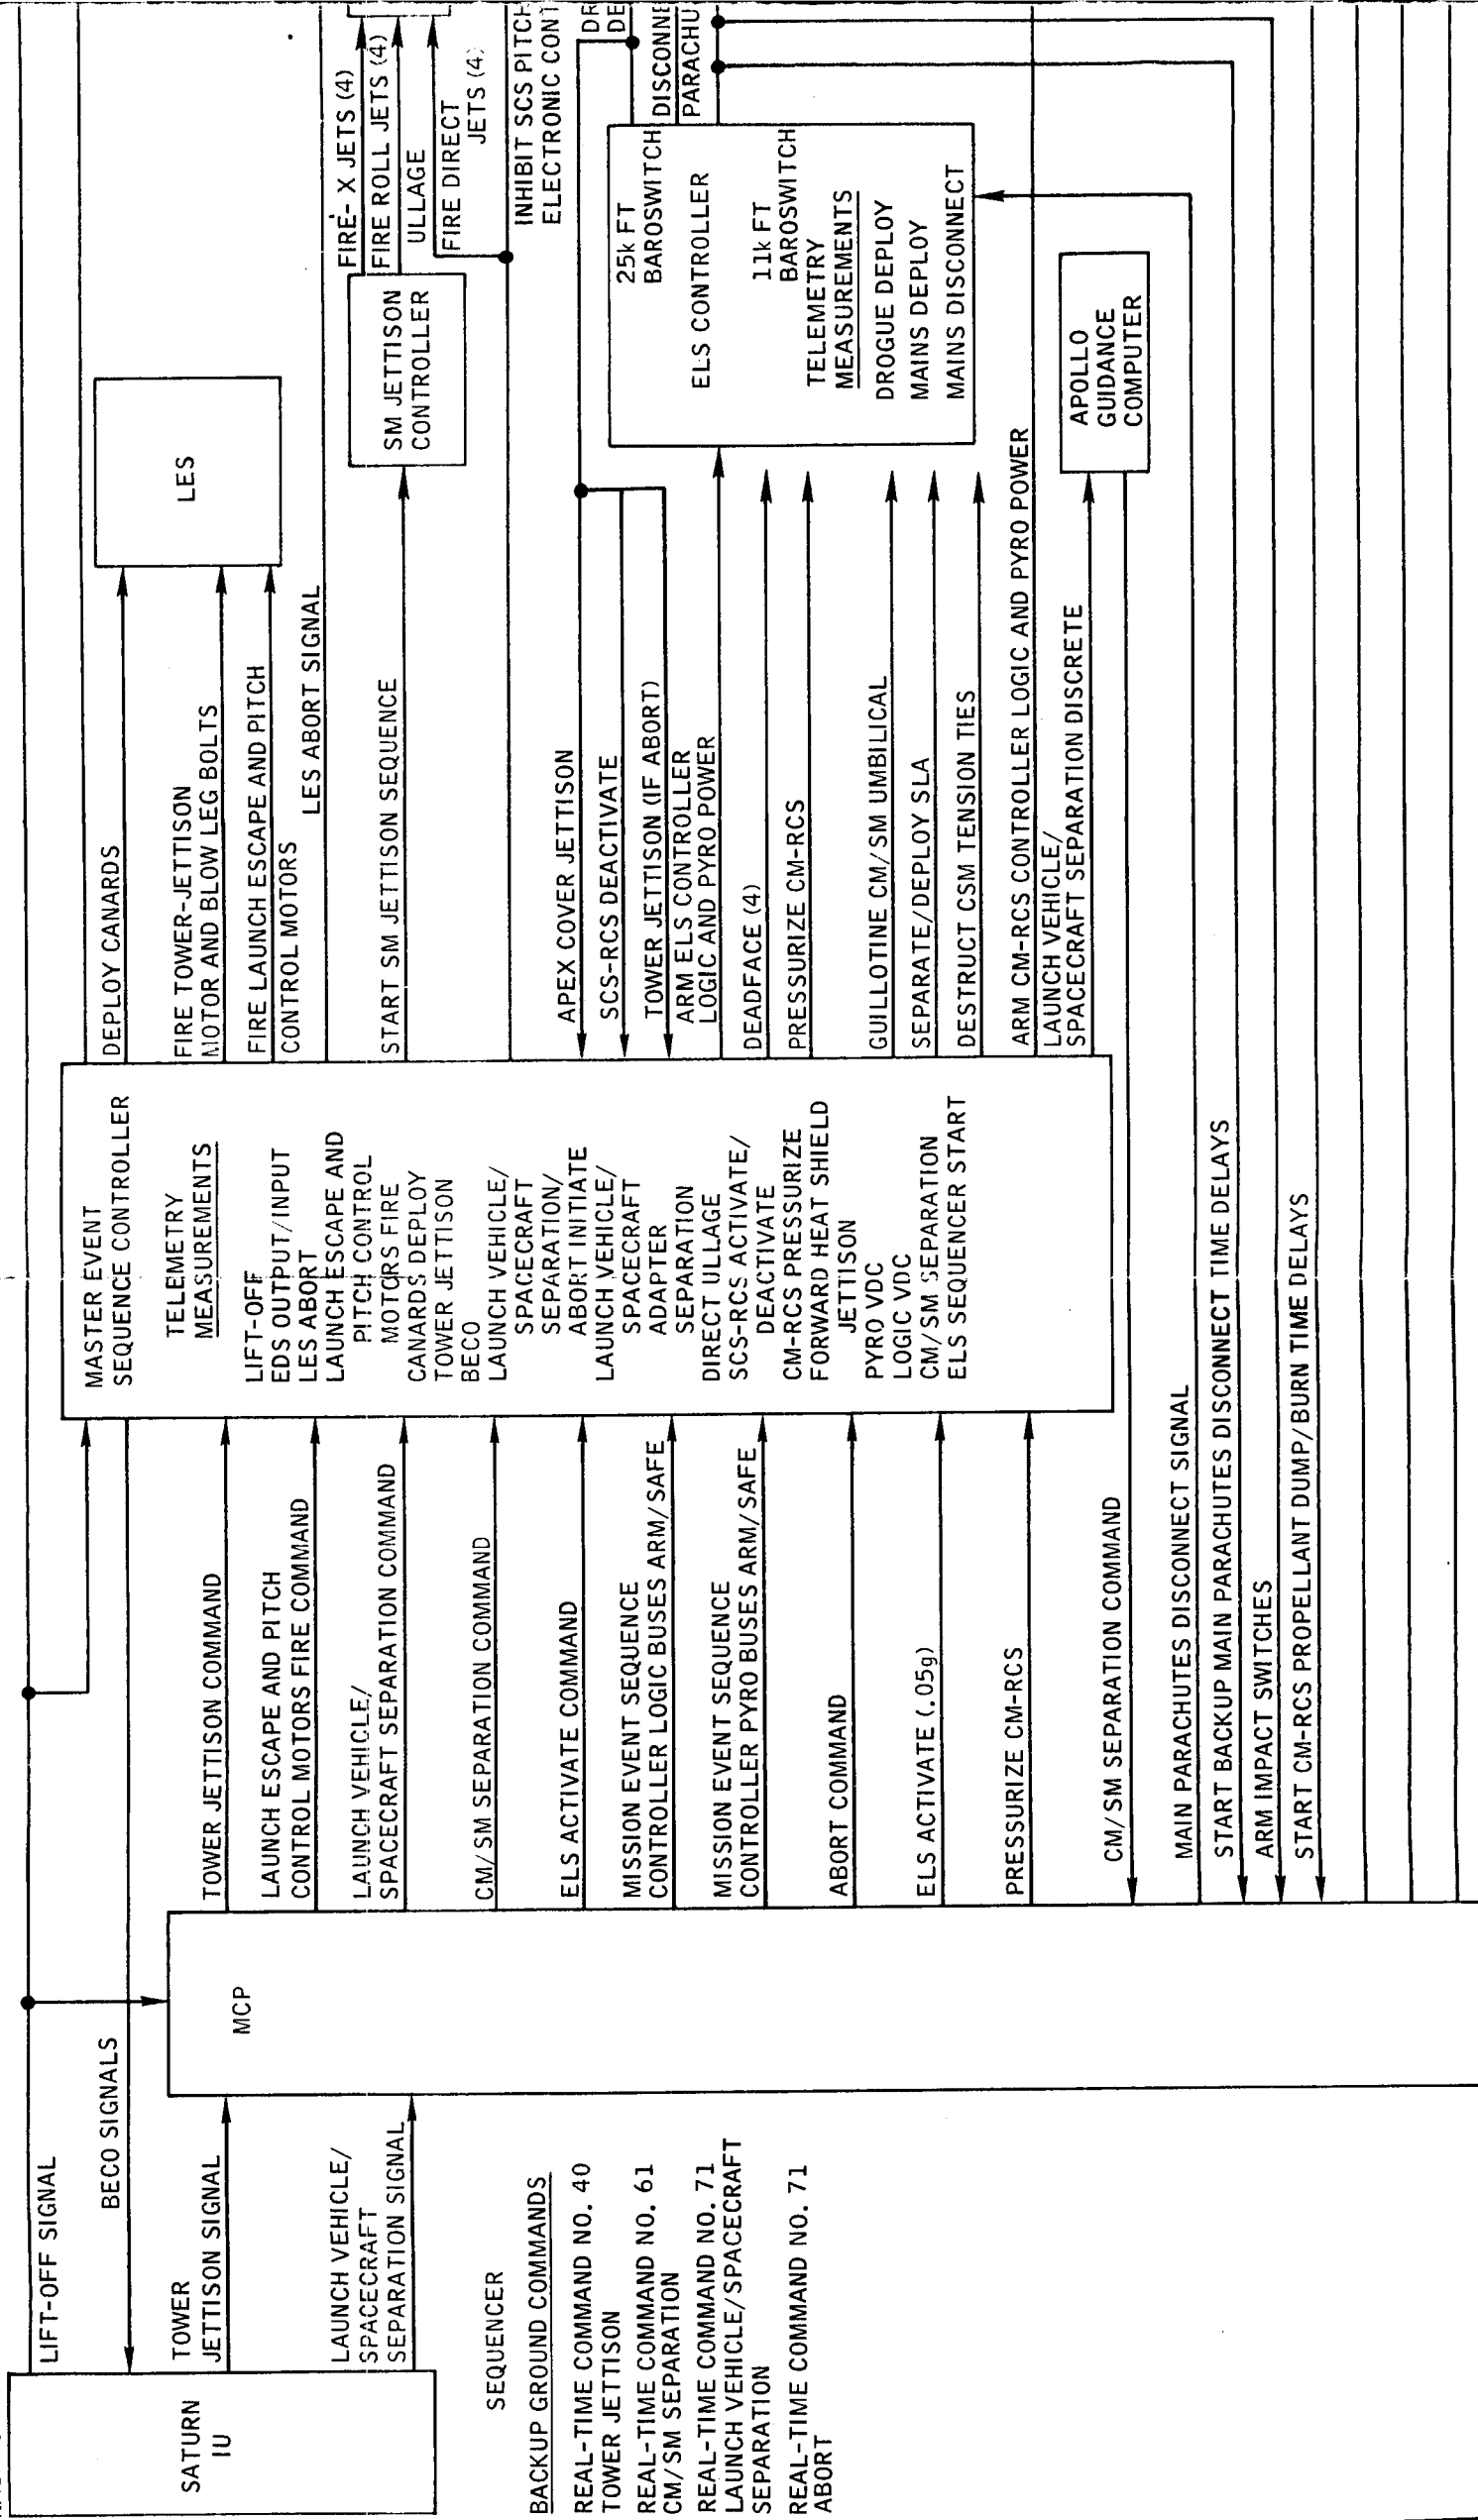 SATURN
IU
LIFT-OFF SIGNAL
BECO SIGNALS
TOWER
JETTISON SIGNAL
LAUNCH VEHICLE/
SPACECRAFT
SEPARATION SIGNAL
SEQUENCER
BACKUP GROUND COMMANDS
REAL-TIME COMMAND NO. 40
TOWER JETTISON
REAL-TIME COMMAND NO. 61
CM/SM SEPARATION
REAL-TIME COMMAND NO. 71
LAUNCH VEHICLE/SPACECRAFT
SEPARATION
REAL-TIME COMMAND NO. 71
ABORT
MCP
TOWER JETTISON COMMAND
LAUNCH ESCAPE AND PITCH
CONTROL MOTORS FIRE COMMAND
LAUNCH VEHICLE/
SPACECRAFT SEPARATION COMMAND
CM/SM SEPARATION COMMAND
ELS ACTIVATE COMMAND
MISSION EVENT SEQUENCE
CONTROLLER LOGIC BUSES ARM/SAFE
MISSION EVENT SEQUENCE
CONTROLLER PYRO BUSES ARM/SAFE
ABORT COMMAND
ELS ACTIVATE (.05g)
PRESSURIZE CM-RCS
CM/SM SEPARATION COMMAND
MAIN PARACHUTES DISCONNECT SIGNAL
START BACKUP MAIN PARACHUTES DISCONNECT TIME DELAYS
ARM IMPACT SWITCHES
START CM-RCS PROPELLANT DUMP/BURN TIME DELAYS
MASTER EVENT
SEQUENCE CONTROLLER
TELEMETRY
MEASUREMENTS
LIFT-OFF
EDS OUTPUT/INPUT
LES ABORT
LAUNCH ESCAPE AND
PITCH CONTROL
MOTORS FIRE
CANARDS DEPLOY
TOWER JETTISON
BECO
LAUNCH VEHICLE/
SPACECRAFT
SEPARATION/
ABORT INITIATE
LAUNCH VEHICLE/
SPACECRAFT
ADAPTER
SEPARATION
DIRECT ULLAGE
SCS-RCS ACTIVATE/
DEACTIVATE
CM-RCS PRESSURIZE
FORWARD HEAT SHIELD
JETTISON
PYRO VDC
LOGIC VDC
CM/SM SEPARATION
ELS SEQUENCER START
DEPLOY CANARDS
FIRE TOWER-JETTISON
MOTOR AND BLOW LEG BOLTS
FIRE LAUNCH ESCAPE AND PITCH
CONTROL MOTORS
LES ABORT SIGNAL
START SM JETTISON SEQUENCE
APEX COVER JETTISON
SCS-RCS DEACTIVATE
TOWER JETTISON (IF ABORT)
ARM ELS CONTROLLER
LOGIC AND PYRO POWER
DEADFACE (4)
PRESSURIZE CM-RCS
GUILLOTINE CM/SM UMBILICAL
SEPARATE/DEPLOY SLA
DESTRUCT CSM TENSION TIES
ARM CM-RCS CONTROLLER LOGIC AND PYRO POWER
LAUNCH VEHICLE/
SPACECRAFT SEPARATION DISCRETE
LES
SM JETTISON
CONTROLLER
FIRE - X JETS (4)
FIRE ROLL JETS (4)
ULLAGE
FIRE DIRECT
JETS (4)
INHIBIT SCS PITCH
ELECTRONIC CONT
25k FT
BAROSWITCH
ELS CONTROLLER
11k FT
BAROSWITCH
TELEMETRY
MEASUREMENTS
DROGUE DEPLOY
MAINS DEPLOY
MAINS DISCONNECT
DR
DE
DISCONNE
PARACHU
APOLLO
GUIDANCE
COMPUTER